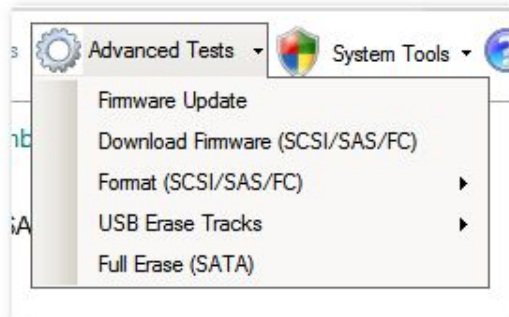 Advanced Tests
System Tools
Firmware Update
Download Firmware (SCSI/SAS/FC)
Format (SCSI/SAS/FC)
USB Erase Tracks
Full Erase (SATA)